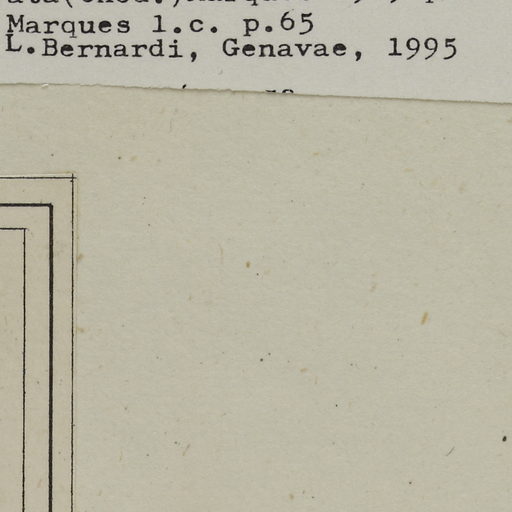 Marques l.c. p.65
L.Bernardi, Genavae, 1995